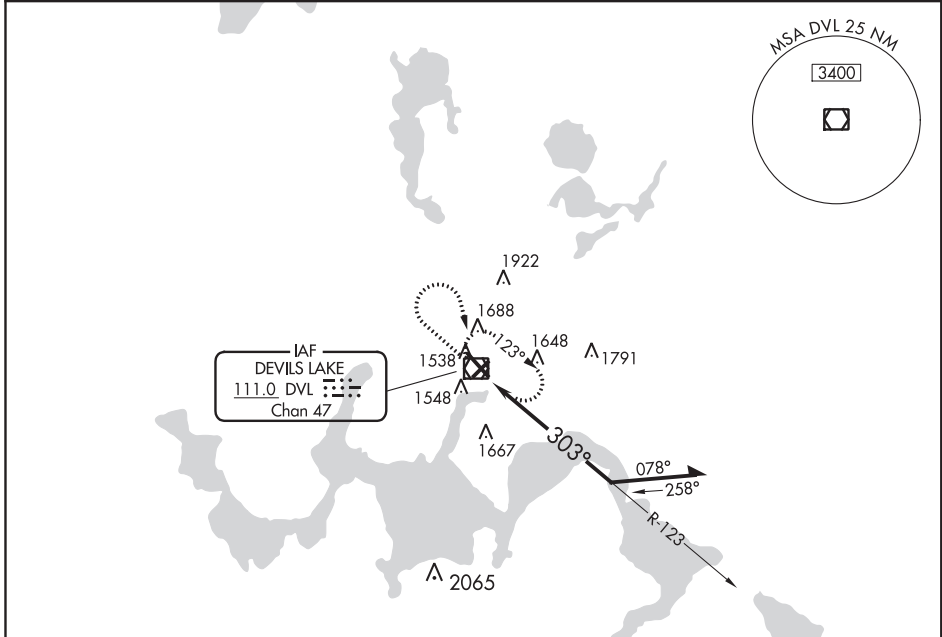 MSA DVL 25 NM
3400
1922
1688
123°
1648
1791
1538
IAF
DEVILS LAKE
111.0 DVL
Chan 47
1548
1667
303°
078°
258°
R-123
2065